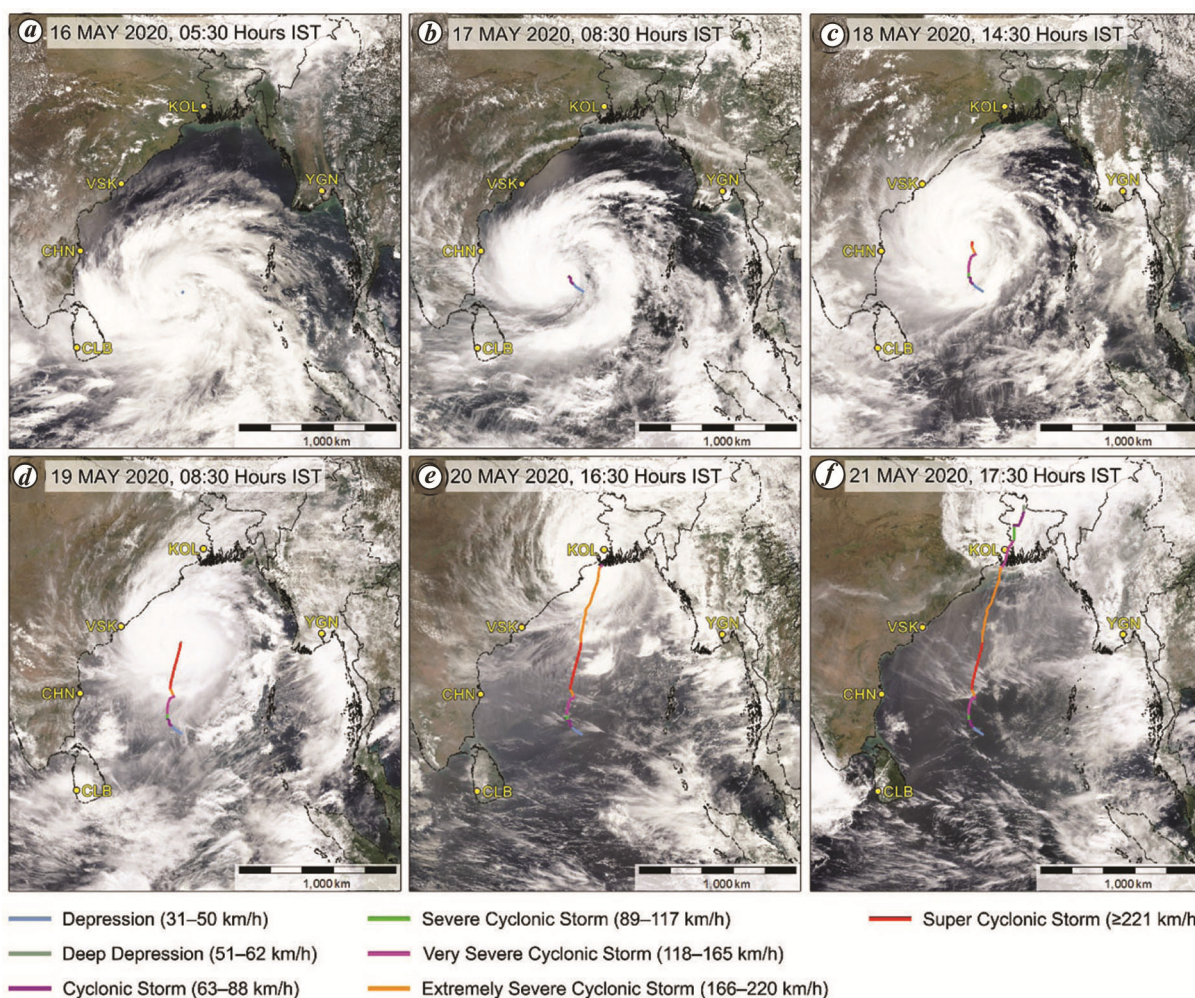 a 16 MAY 2020, 05:30 Hours IST
KOL
VSK
YGN
CHN
CLB
1,000 km
b 17 MAY 2020, 08:30 Hours IST
KOL
VSK
YGN
CHN
CLB
1,000 km
c 18 MAY 2020, 14:30 Hours IST
KOL
VSK
YGN
CHN
CLB
1,000 km
d 19 MAY 2020, 08:30 Hours IST
KOL
VSK
YGN
CHN
CLB
1,000 km
e 20 MAY 2020, 16:30 Hours IST
KOL
VSK
YGN
CHN
CLB
1,000 km
f 21 MAY 2020, 17:30 Hours IST
KOL
VSK
YGN
CHN
CLB
1,000 km
Depression (31–50 km/h)
Deep Depression (51–62 km/h)
Cyclonic Storm (63–88 km/h)
Severe Cyclonic Storm (89–117 km/h)
Very Severe Cyclonic Storm (118–165 km/h)
Extremely Severe Cyclonic Storm (166–220 km/h)
Super Cyclonic Storm (≥221 km/h)